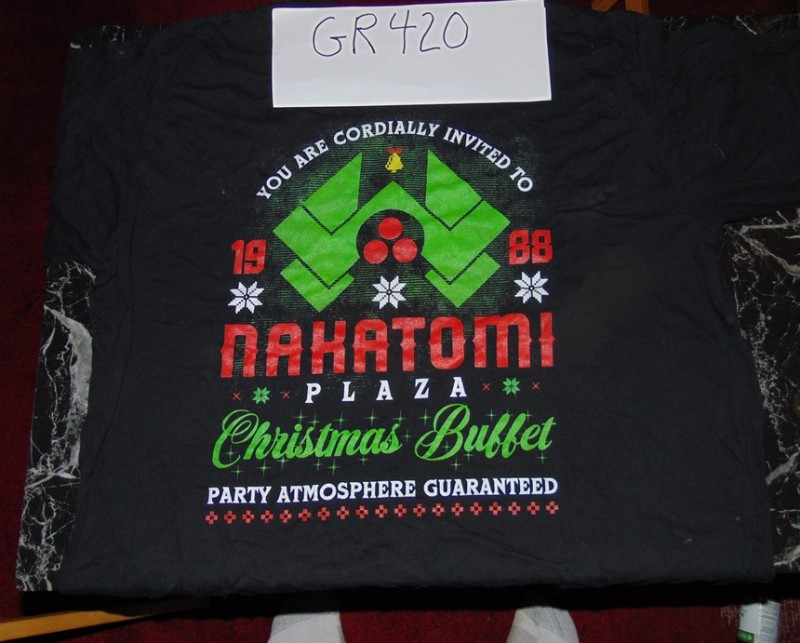 GR420
YOU ARE CORDIALLY INVITED TO
19 88
NAKATOMI
PLAZA
Christmas Buffet
PARTY ATMOSPHERE GUARANTEED